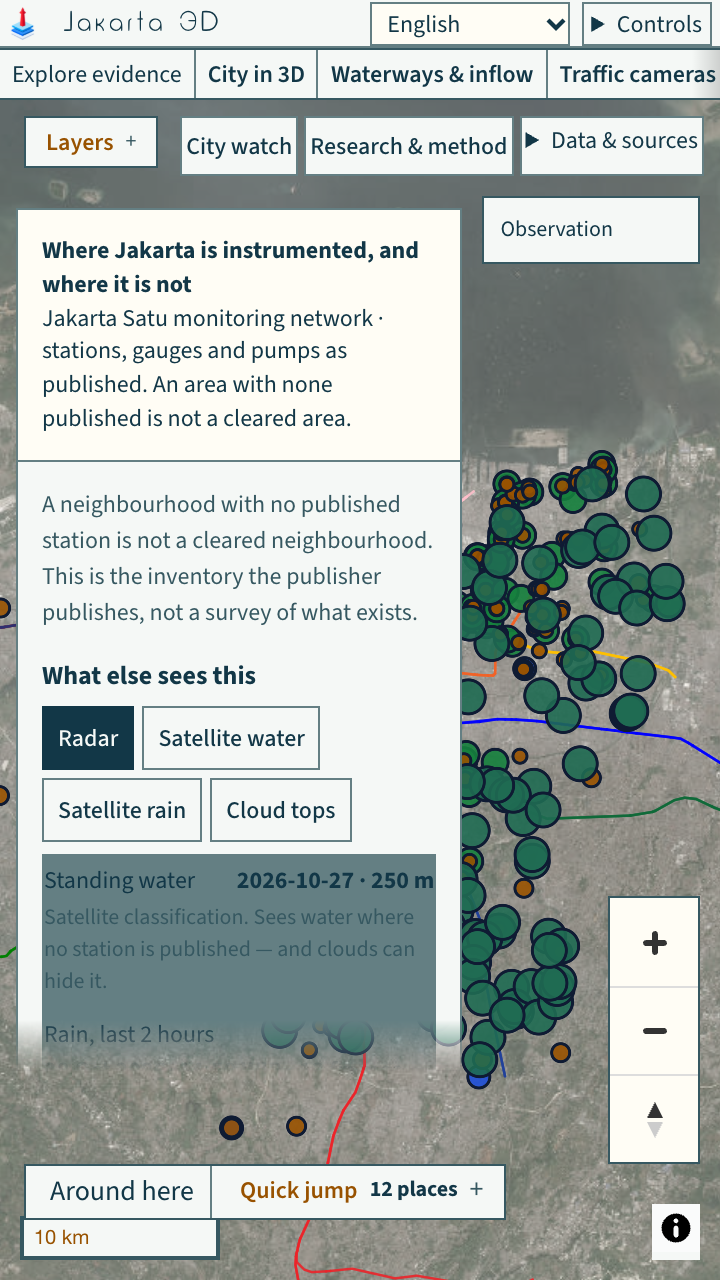 Jakarta 3D
English
Controls
Explore evidence
City in 3D
Waterways & inflow
Traffic cameras
Layers +
City watch
Research & method
Data & sources
Observation
Where Jakarta is instrumented, and
where it is not
Jakarta Satu monitoring network ·
stations, gauges and pumps as
published. An area with none
published is not a cleared area.
A neighbourhood with no published
station is not a cleared neighbourhood.
This is the inventory the publisher
publishes, not a survey of what exists.
What else sees this
Radar
Satellite water
Satellite rain
Cloud tops
Standing water 2026-10-27 · 250 m
Satellite classification. Sees water where
no station is published — and clouds can
hide it.
Rain, last 2 hours
Around here
Quick jump 12 places +
10 km